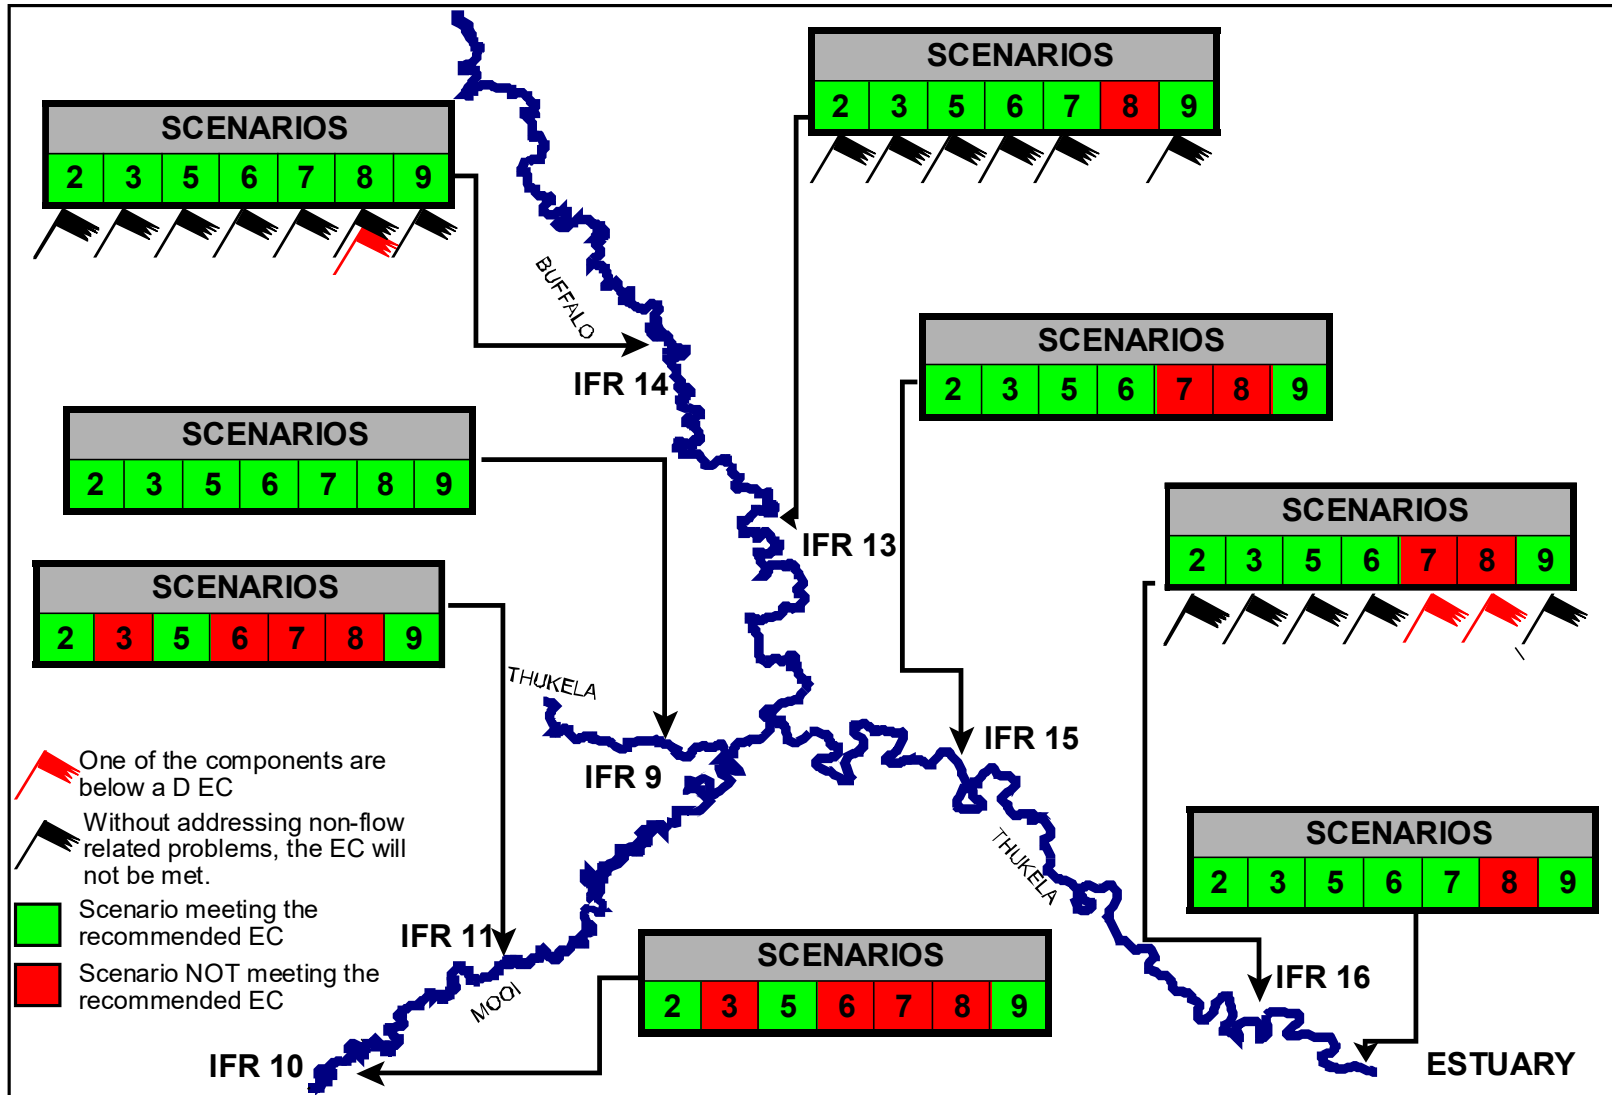 SCENARIOS
2 3 5 6 7 8 9
SCENARIOS
2 3 5 6 7 8 9
BUFFALO
IFR 14
SCENARIOS
2 3 5 6 7 8 9
SCENARIOS
2 3 5 6 7 8 9
IFR 13
SCENARIOS
2 3 5 6 7 8 9
SCENARIOS
2 3 5 6 7 8 9
THUKELA
IFR 9
IFR 15
One of the components are
below a D EC
Without addressing non-flow
related problems, the EC will
not be met.
Scenario meeting the
recommended EC
Scenario NOT meeting the
recommended EC
THUKELA
SCENARIOS
2 3 5 6 7 8 9
IFR 11
MOOI
SCENARIOS
2 3 5 6 7 8 9
IFR 16
IFR 10
ESTUARY